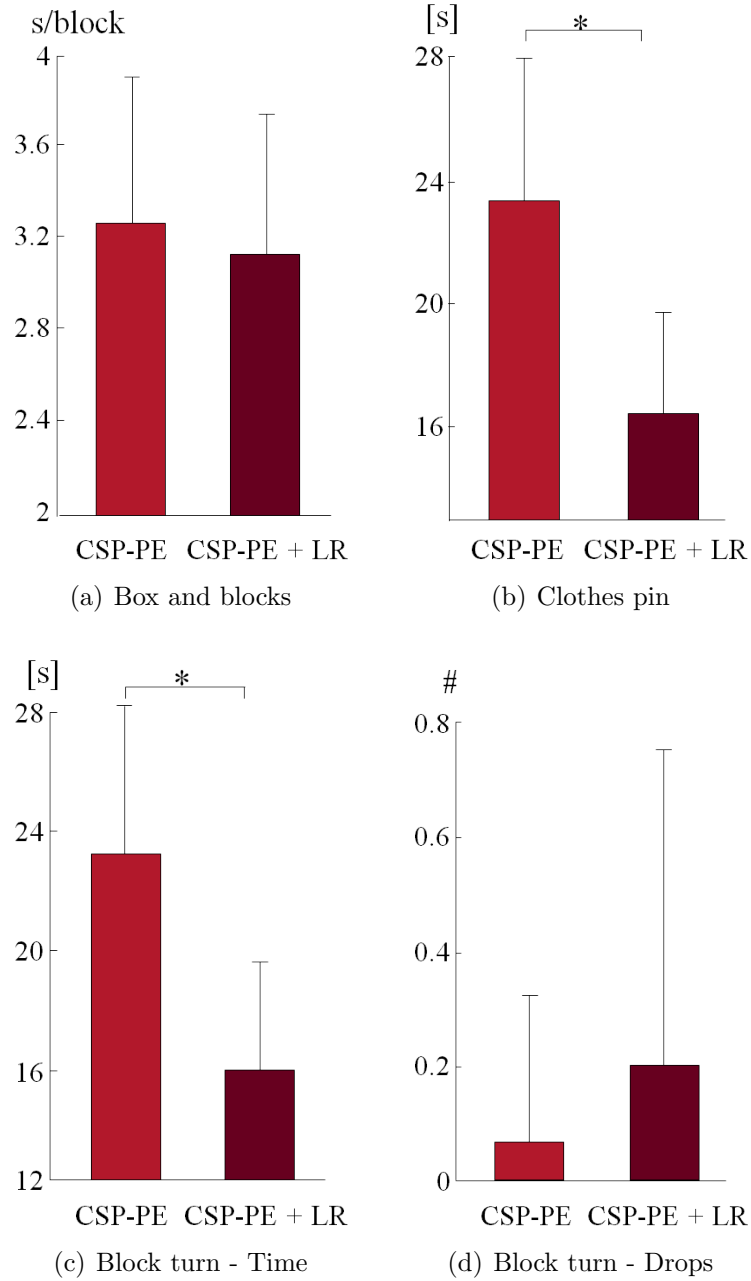 s/block
4
3.6
3.2
2.8
2.4
2
CSP-PE CSP-PE + LR
(a) Box and blocks
[s]
*
28
24
20
16
CSP-PE CSP-PE + LR
(b) Clothes pin
[s]
*
28
24
20
16
12
CSP-PE CSP-PE + LR
(c) Block turn - Time
#
0.8
0.6
0.4
0.2
0
CSP-PE CSP-PE + LR
(d) Block turn - Drops